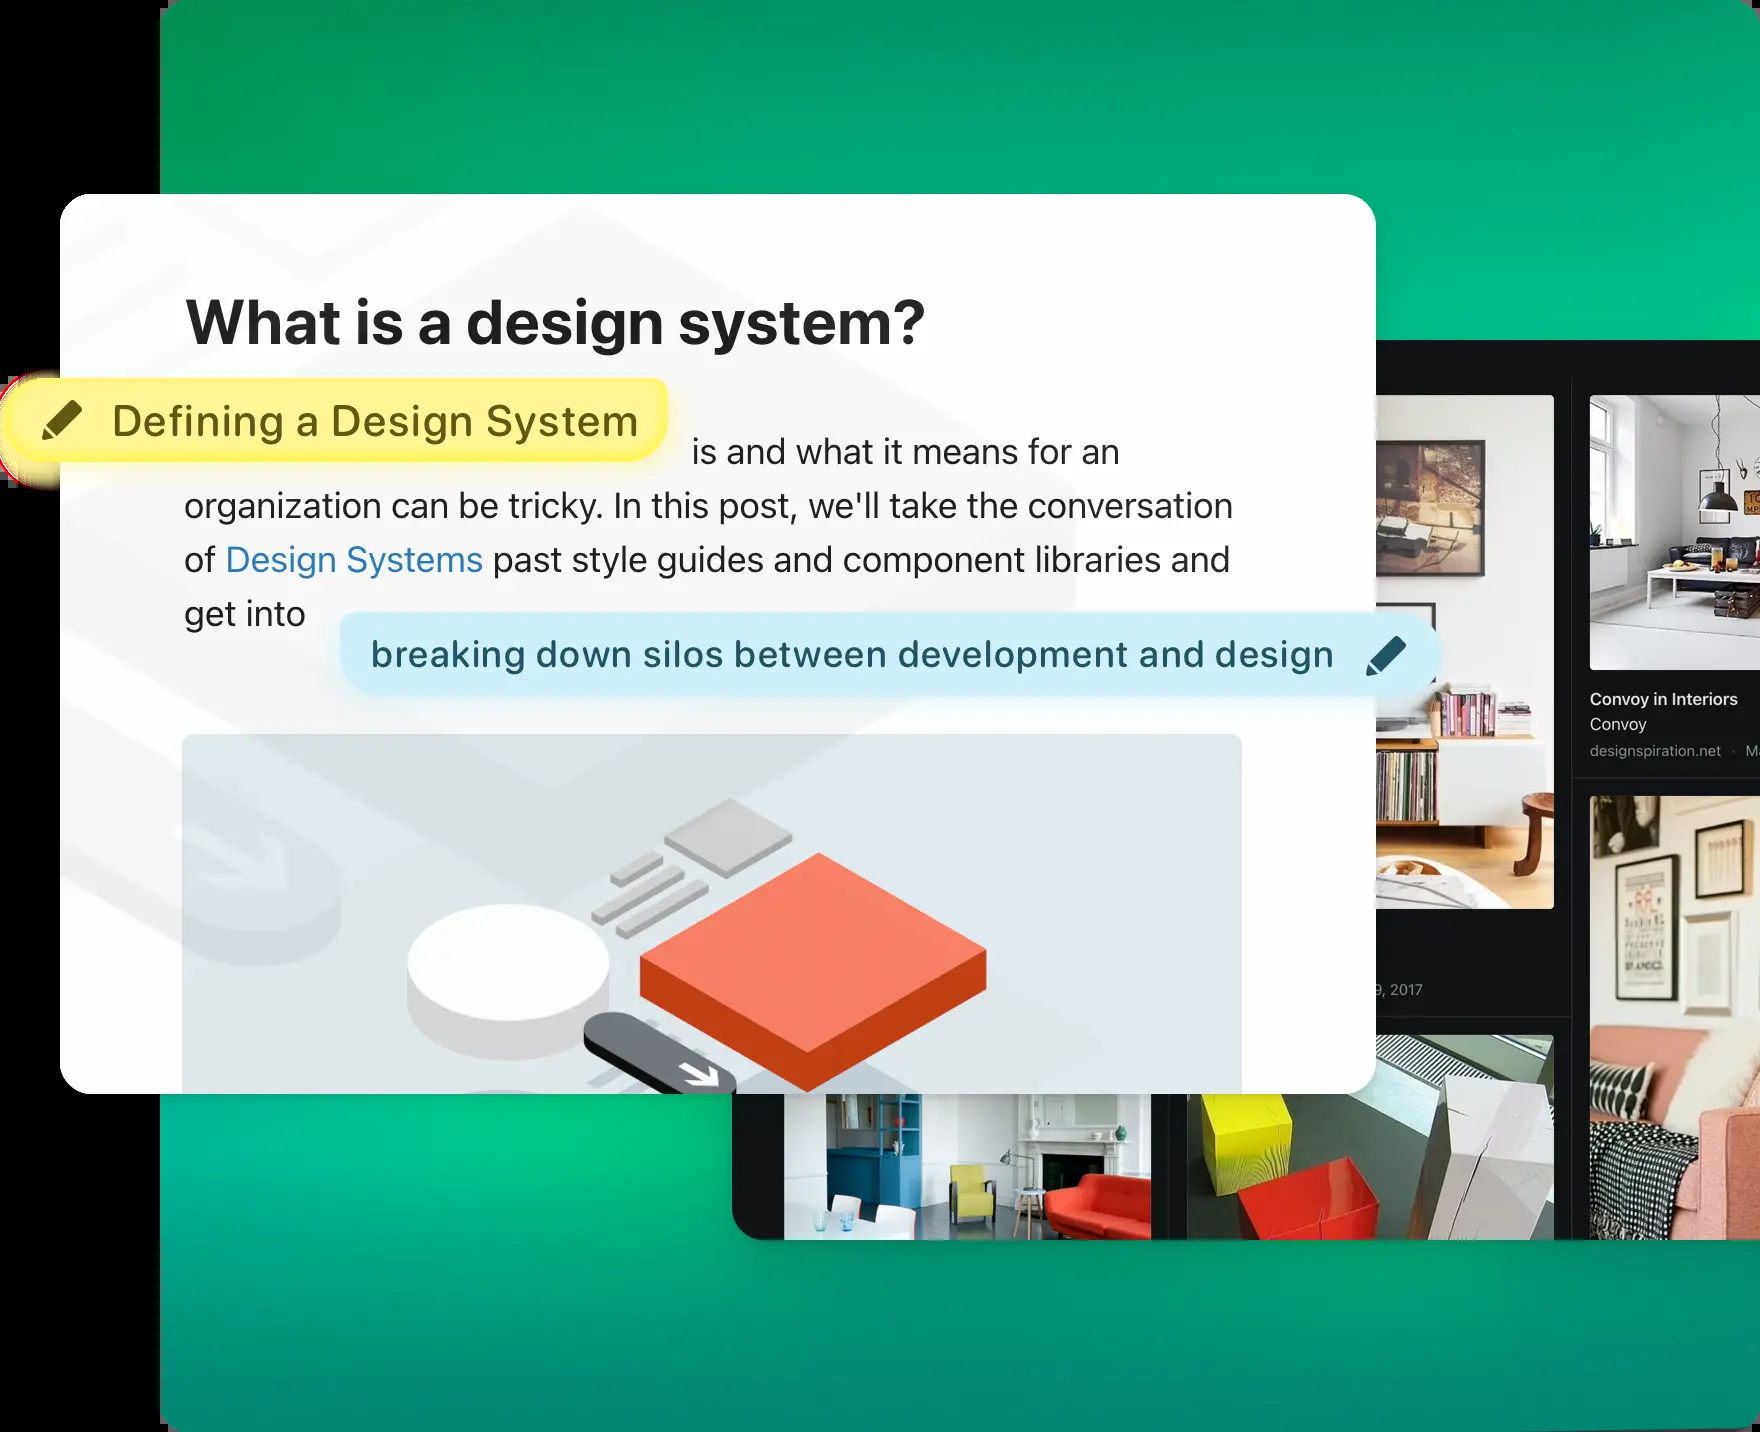 What is a design system?
Defining a Design System
is and what it means for an
organization can be tricky. In this post, we'll take the conversation
of Design Systems past style guides and component libraries and
get into
breaking down silos between development and design
Convoy in Interiors
Convoy
designspiration.net
9, 2017